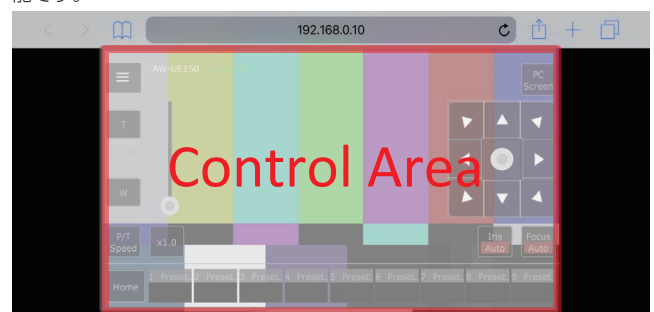 能です。
192.168.0.10
AW-UE150
PC
Screen
T
Control Area
W
P/T
Speed
x1.0
Iris
Auto
Focus
Auto
Home
1 Preset. 2 Preset. 3 Preset. 4 Preset. 5 Preset. 6 Preset. 7 Preset. 8 Preset. 9 Preset.